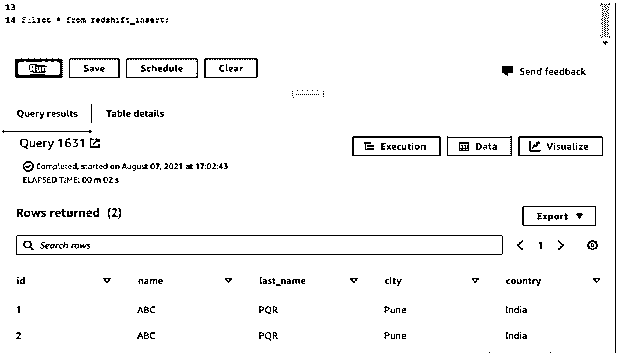 13
14 select * from redshift_insert;
Run Save Schedule Clear
Send feedback
Query results Table details
Query 1631
Execution Data Visualize
Completed, started on August 07, 2021 at 17:02:43
ELAPSED TIME: 00 m 02 s
Rows returned (2)
Export
Search rows
1
id name last_name city country
1 ABC PQR Pune India
2 ABC PQR Pune India